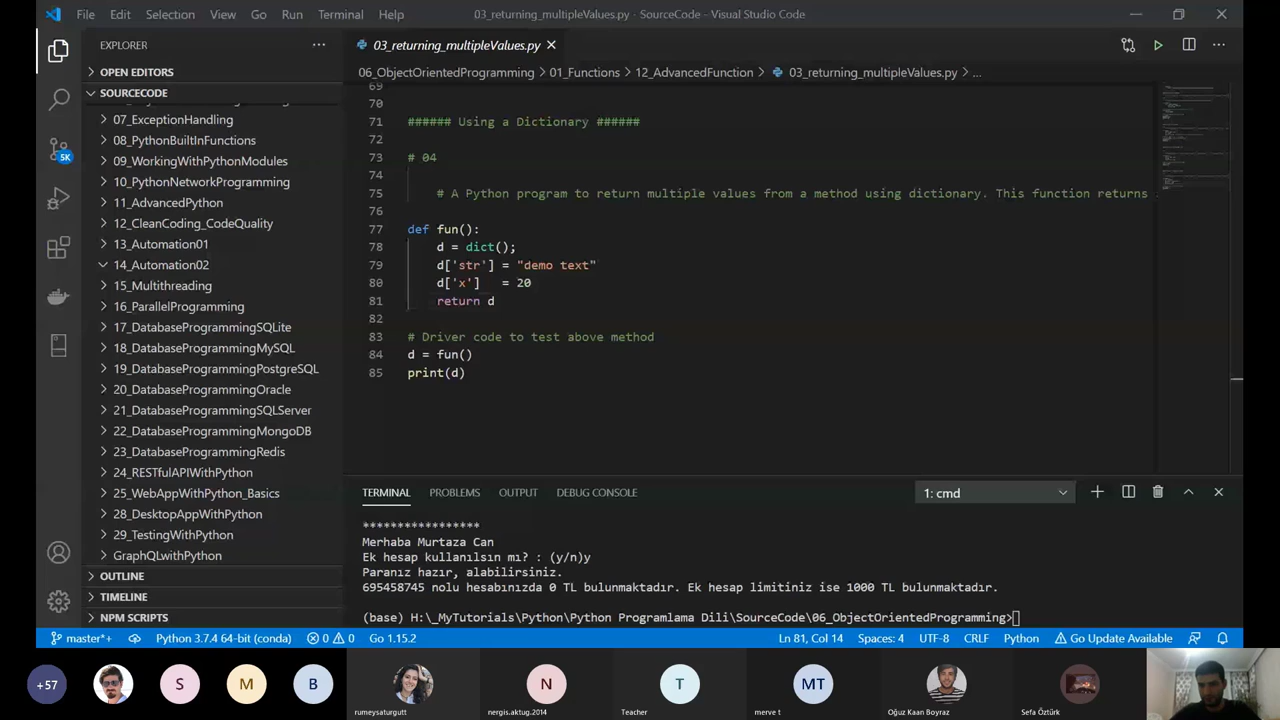 File Edit Selection View Go Run Terminal Help 03_returning_multipleValues.py - SourceCode - Visual Studio Code
EXPLORER
OPEN EDITORS
SOURCECODE
07_ExceptionHandling
08_PythonBuiltInFunctions
09_WorkingWithPythonModules
10_PythonNetworkProgramming
11_AdvancedPython
12_CleanCoding_CodeQuality
13_Automation01
14_Automation02
15_Multithreading
16_ParallelProgramming
17_DatabaseProgrammingSQLite
18_DatabaseProgrammingMySQL
19_DatabaseProgrammingPostgreSQL
20_DatabaseProgrammingOracle
21_DatabaseProgrammingSQLServer
22_DatabaseProgrammingMongoDB
23_DatabaseProgrammingRedis
24_RESTfulAPIWithPython
25_WebAppWithPython_Basics
28_DesktopAppWithPython
29_TestingWithPython
GraphQLwithPython
OUTLINE
TIMELINE
NPM SCRIPTS
5K
03_returning_multipleValues.py
06_ObjectOrientedProgramming > 01_Functions > 12_AdvancedFunction > 03_returning_multipleValues.py > ...
69
70
71 ###### Using a Dictionary ######
72
73 # 04
74
75 # A Python program to return multiple values from a method using dictionary. This function returns
76
77 def fun():
78 d = dict();
79 d['str'] = "demo text"
80 d['x'] = 20
81 return d
82
83 # Driver code to test above method
84 d = fun()
85 print(d)
TERMINAL PROBLEMS OUTPUT DEBUG CONSOLE 1: cmd
*****************
Merhaba Murtaza Can
Ek hesap kullanılsın mı? : (y/n)y
Paranız hazır, alabilirsiniz.
695458745 nolu hesabınızda 0 TL bulunmaktadır. Ek hesap limitiniz ise 1000 TL bulunmaktadır.
(base) H:\_MyTutorials\Python\Python Programlama Dili\SourceCode\06_ObjectOrientedProgramming>
master*+ Python 3.7.4 64-bit (conda) 0 0 Go 1.15.2 Ln 81, Col 14 Spaces: 4 UTF-8 CRLF Python Go Update Available
+57 S M B N T MT
rumeysaturgutt nergis.aktug.2014 Teacher merve t Oğuz Kaan Boyraz Sefa Öztürk